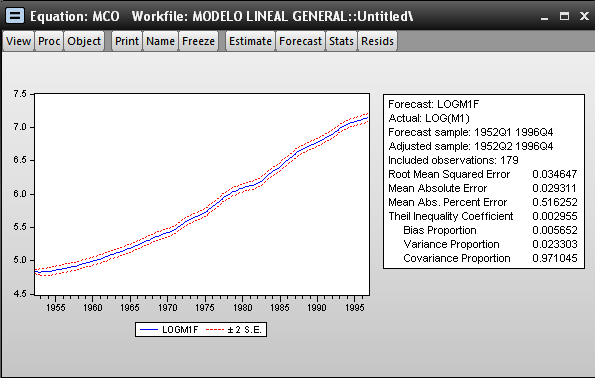 Equation: MCO Workfile: MODELO LINEAL GENERAL::Untitled\
View Proc Object Print Name Freeze Estimate Forecast Stats Resids
7.5
7.0
6.5
6.0
5.5
5.0
4.5
1955 1960 1965 1970 1975 1980 1985 1990 1995
LOGM1F ± 2 S.E.
Forecast: LOGM1F
Actual: LOG(M1)
Forecast sample: 1952Q1 1996Q4
Adjusted sample: 1952Q2 1996Q4
Included observations: 179
Root Mean Squared Error 0.034647
Mean Absolute Error 0.029311
Mean Abs. Percent Error 0.516252
Theil Inequality Coefficient 0.002955
Bias Proportion 0.005652
Variance Proportion 0.023303
Covariance Proportion 0.971045